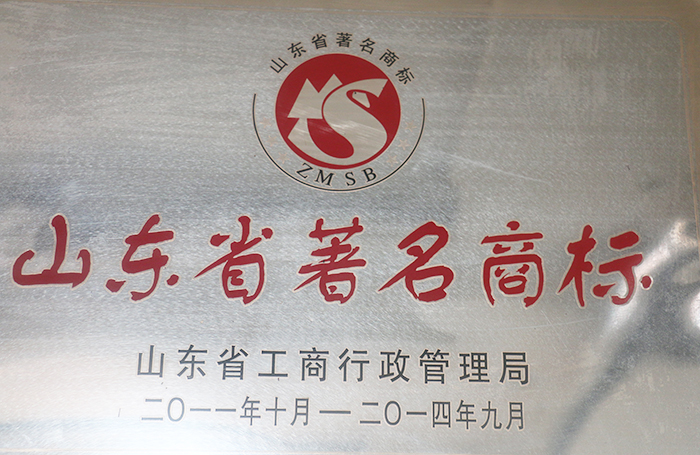 山东省著名商标
ZMSB
山东省著名商标
山东省工商行政管理局
二〇一一年十月—二〇一四年九月